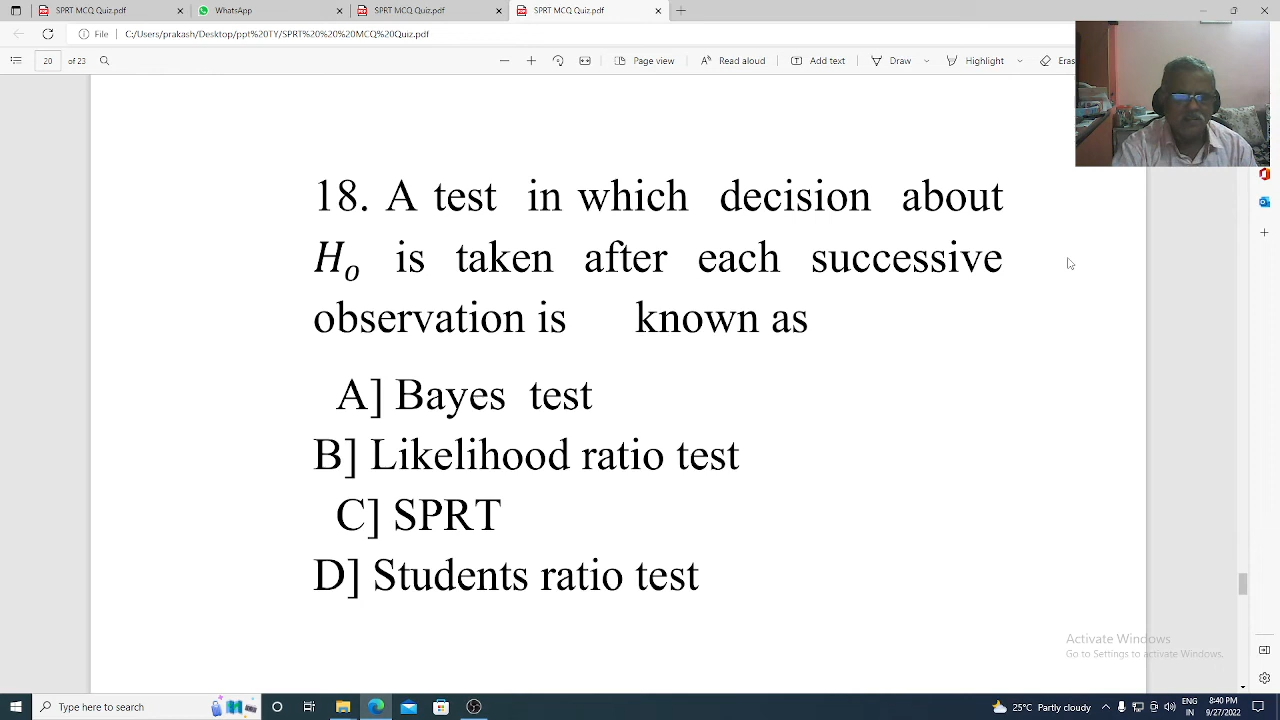 SPRT MCQ Quiz.pdf
WhatsApp
SPRT MCQ Quiz.pdf
SPRT MCQ Quiz.pdf
File
C:/Users/prakash/Desktop/ppt%20TY/SPRT%20%20%20MCQ%20Quiz.pdf
20 of 23
Page view
Read aloud
Add text
Draw
Highlight
Eras
18. A test in which decision about
Ho is taken after each successive
observation is known as
A] Bayes test
B] Likelihood ratio test
C] SPRT
D] Students ratio test
Activate Windows
Go to Settings to activate Windows.
Type here to search
25°C Partly cloudy
ENG
IN
8:40 PM
9/27/2022